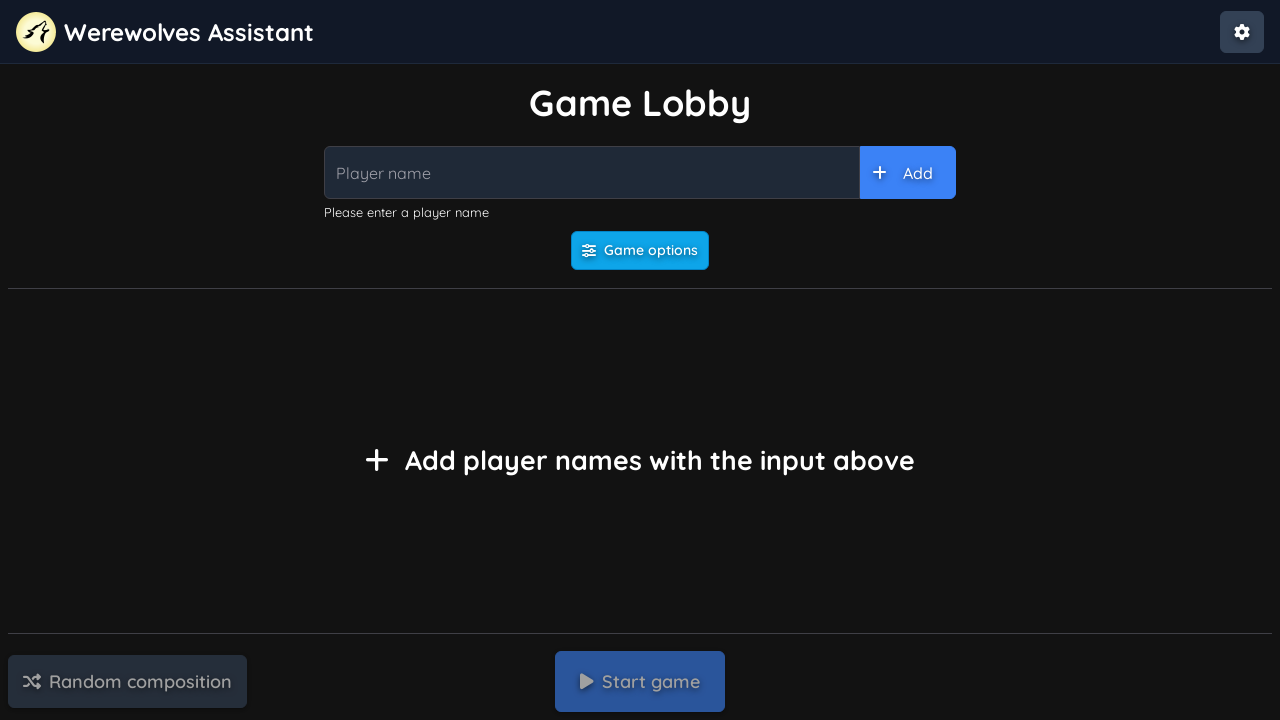 Werewolves Assistant
Game Lobby
Player name
Add
Please enter a player name
Game options
Add player names with the input above
Random composition
Start game